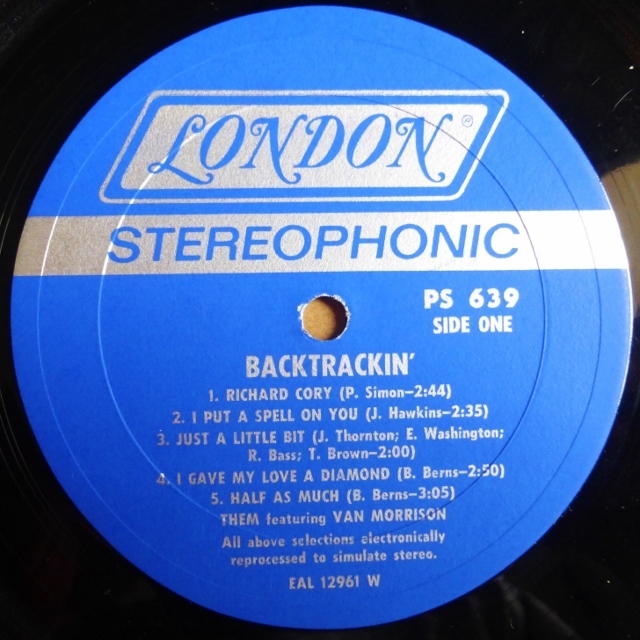 LONDON ®
STEREOPHONIC
PS 639
SIDE ONE
BACKTRACKIN'
1. RICHARD CORY (P. Simon—2:44)
2. I PUT A SPELL ON YOU (J. Hawkins—2:35)
3. JUST A LITTLE BIT (J. Thornton; E. Washington;
R. Bass; T. Brown—2:00)
4. I GAVE MY LOVE A DIAMOND (B. Berns—2:50)
5. HALF AS MUCH (B. Berns—3:05)
THEM featuring VAN MORRISON
All above selections electronically
reprocessed to simulate stereo.
EAL 12961 W